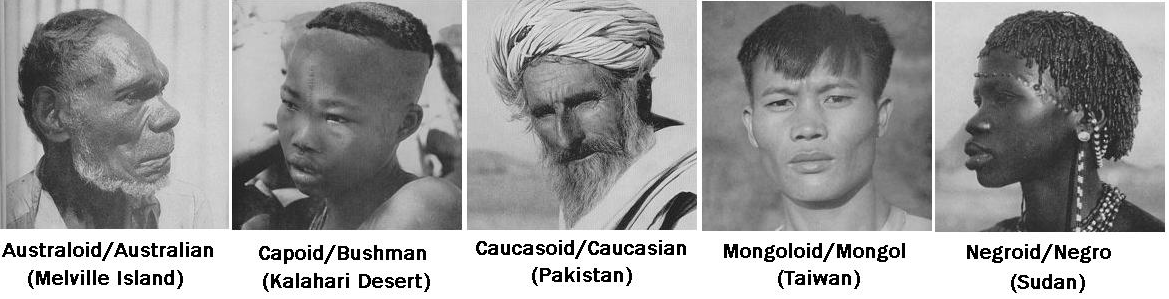 Australoid/Australian
(Melville Island)
Capoid/Bushman
(Kalahari Desert)
Caucasoid/Caucasian
(Pakistan)
Mongoloid/Mongol
(Taiwan)
Negroid/Negro
(Sudan)